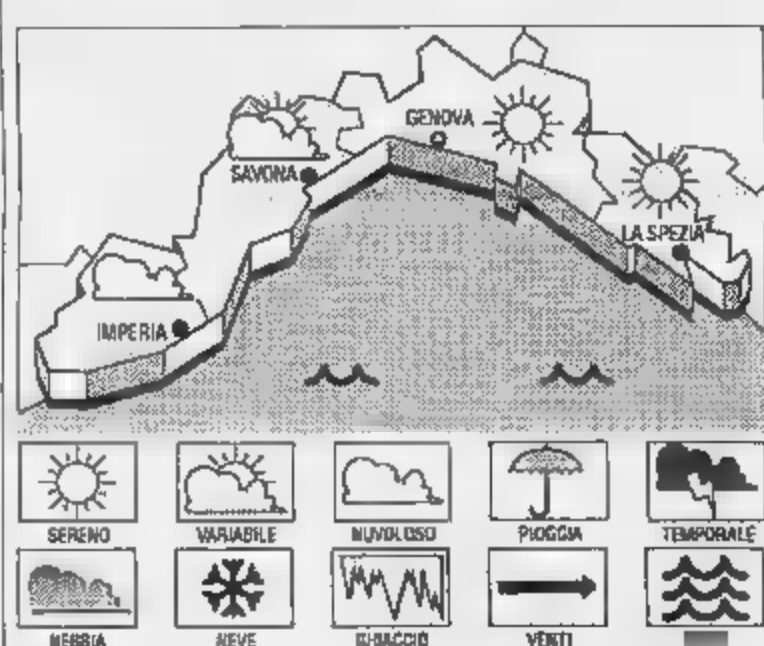 GENOVA
SAVONA
LA SPEZIA
IMPERIA
SERENO
VARIABILE
NUVOLOSO
PIOGGIA
TEMPORALE
NEBBIA
NEVE
GHIACCIO
VENTI